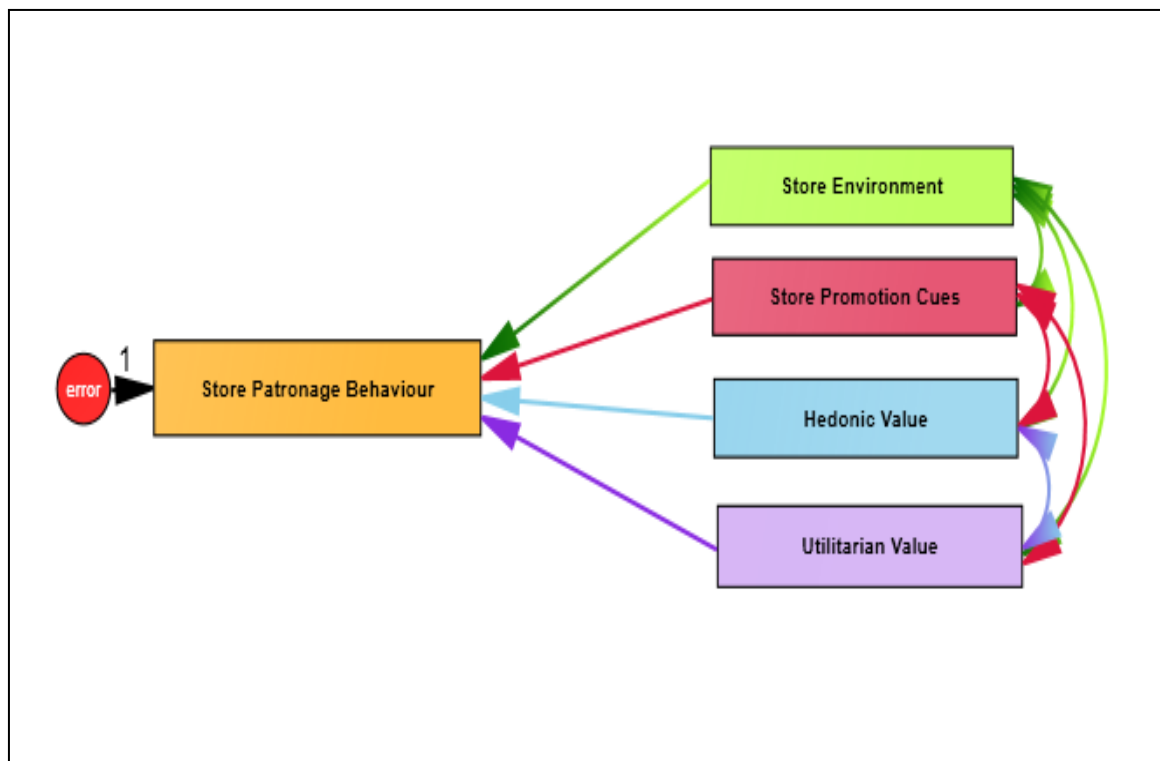 Store Environment
Store Promotion Cues
1
error
Store Patronage Behaviour
Hedonic Value
Utilitarian Value